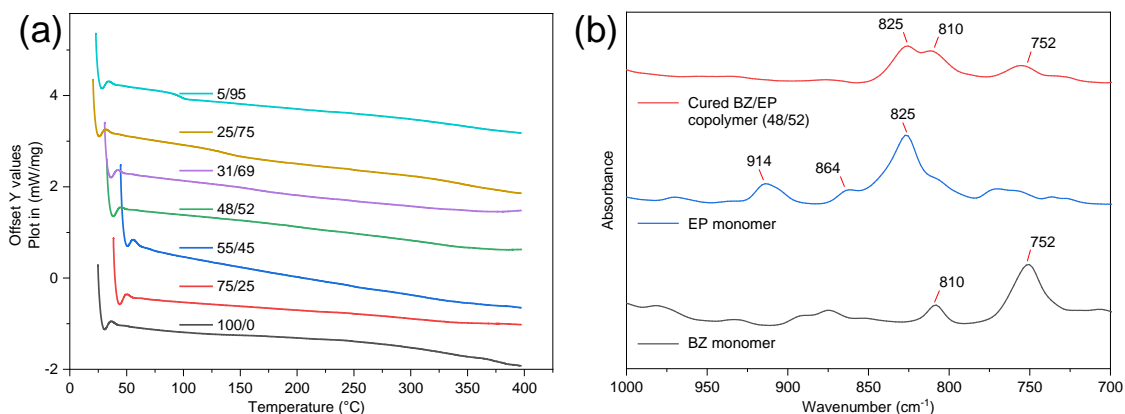 (a)
Offset Y values
Plot in (mW/mg)
4
2
0
-2
5/95
25/75
31/69
48/52
55/45
75/25
100/0
0 50 100 150 200 250 300 350 400
Temperature (°C)
(b)
Absorbance
825
810
752
Cured BZ/EP
copolymer (48/52)
825
914
864
EP monomer
752
810
BZ monomer
1000 950 900 850 800 750 700
Wavenumber (cm⁻¹)